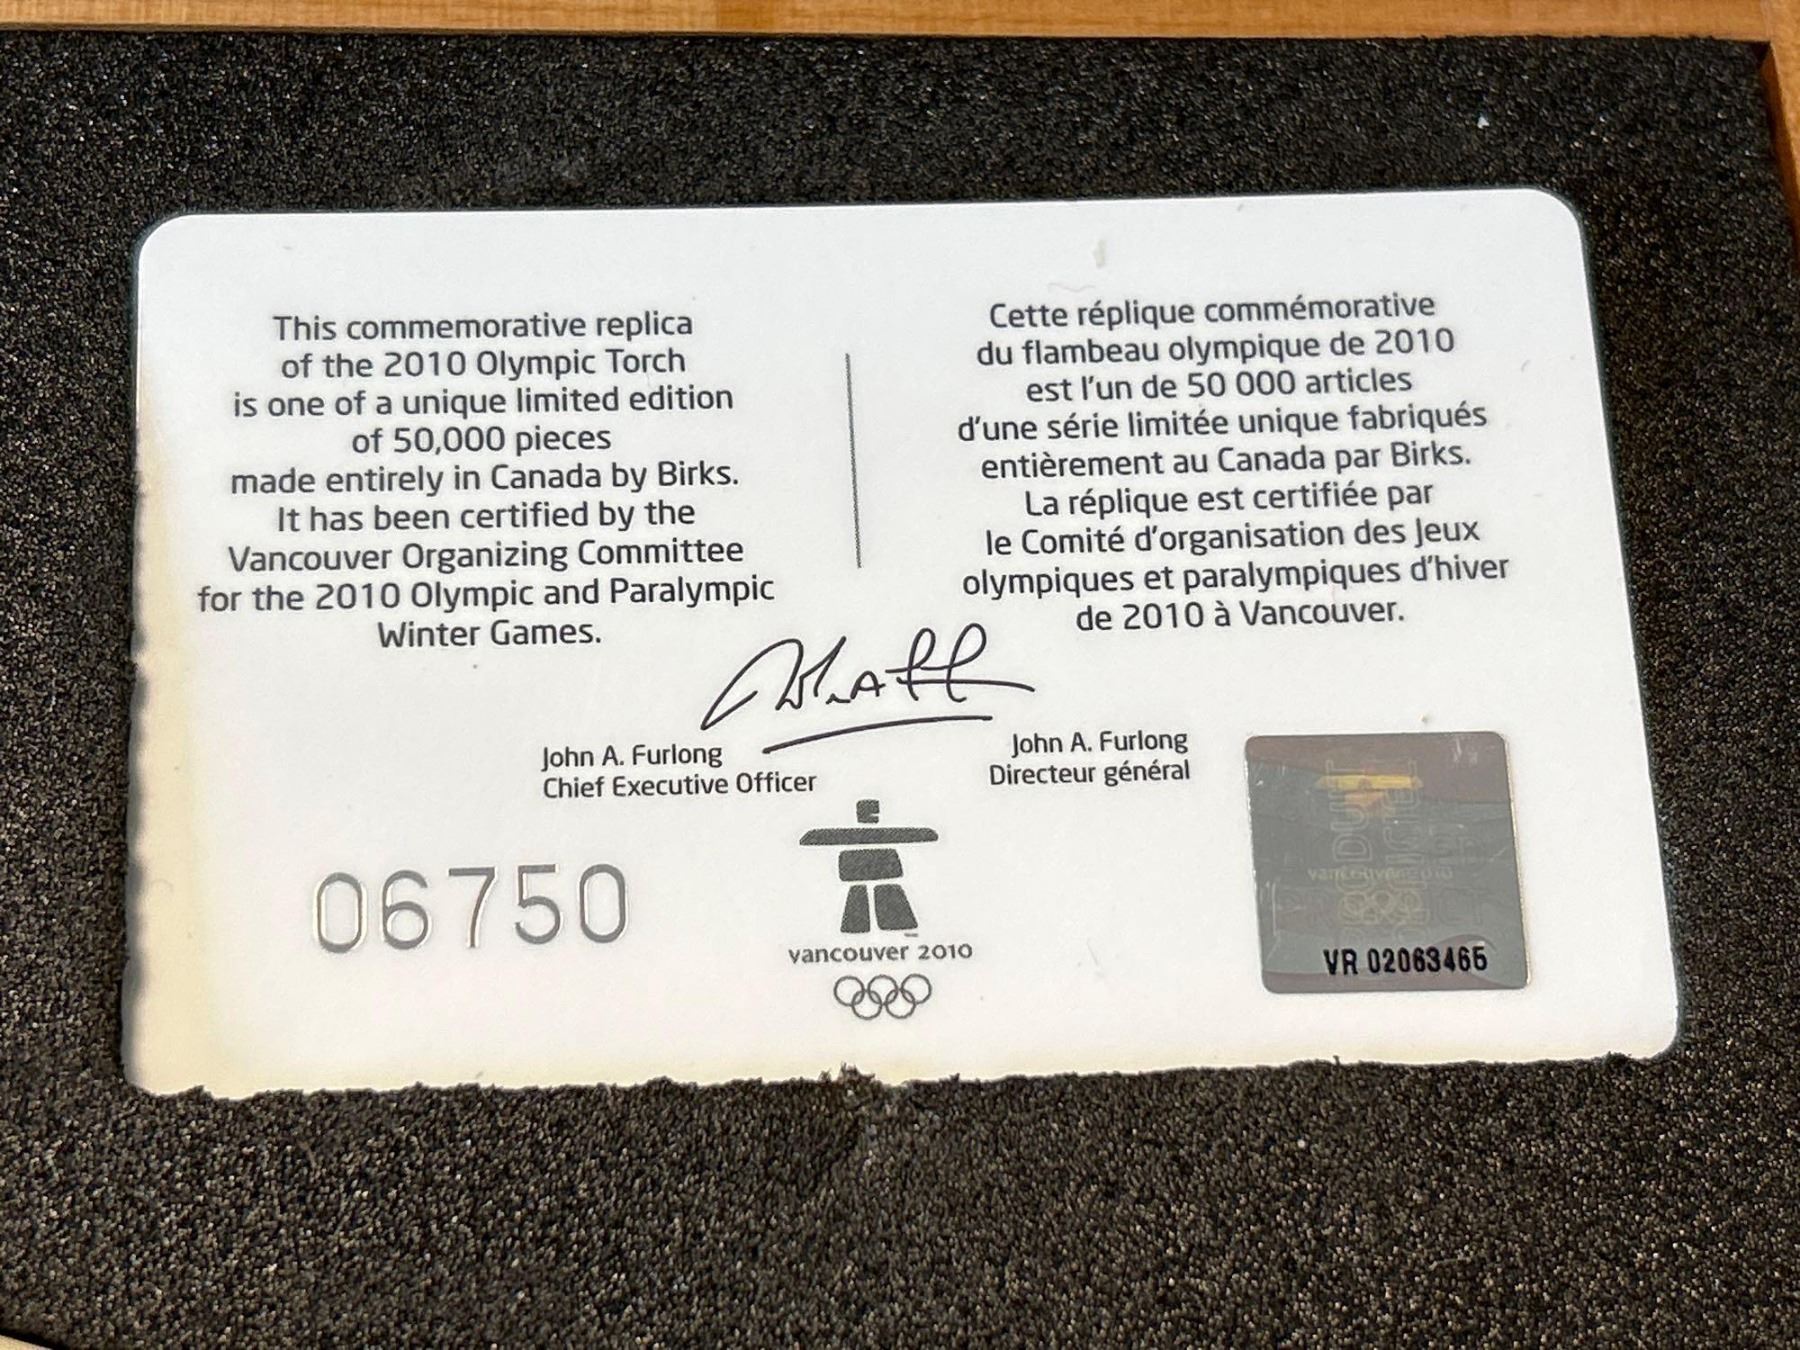 This commemorative replica
of the 2010 Olympic Torch
is one of a unique limited edition
of 50,000 pieces
made entirely in Canada by Birks.
It has been certified by the
Vancouver Organizing Committee
for the 2010 Olympic and Paralympic
Winter Games.
Cette réplique commémorative
du flambeau olympique de 2010
est l'un de 50 000 articles
d'une série limitée unique fabriqués
entièrement au Canada par Birks.
La réplique est certifiée par
le Comité d'organisation des Jeux
olympiques et paralympiques d'hiver
de 2010 à Vancouver.
John A. Furlong
Chief Executive Officer
John A. Furlong
Directeur général
06750
vancouver 2010
vancouver 2010
VR 02063465